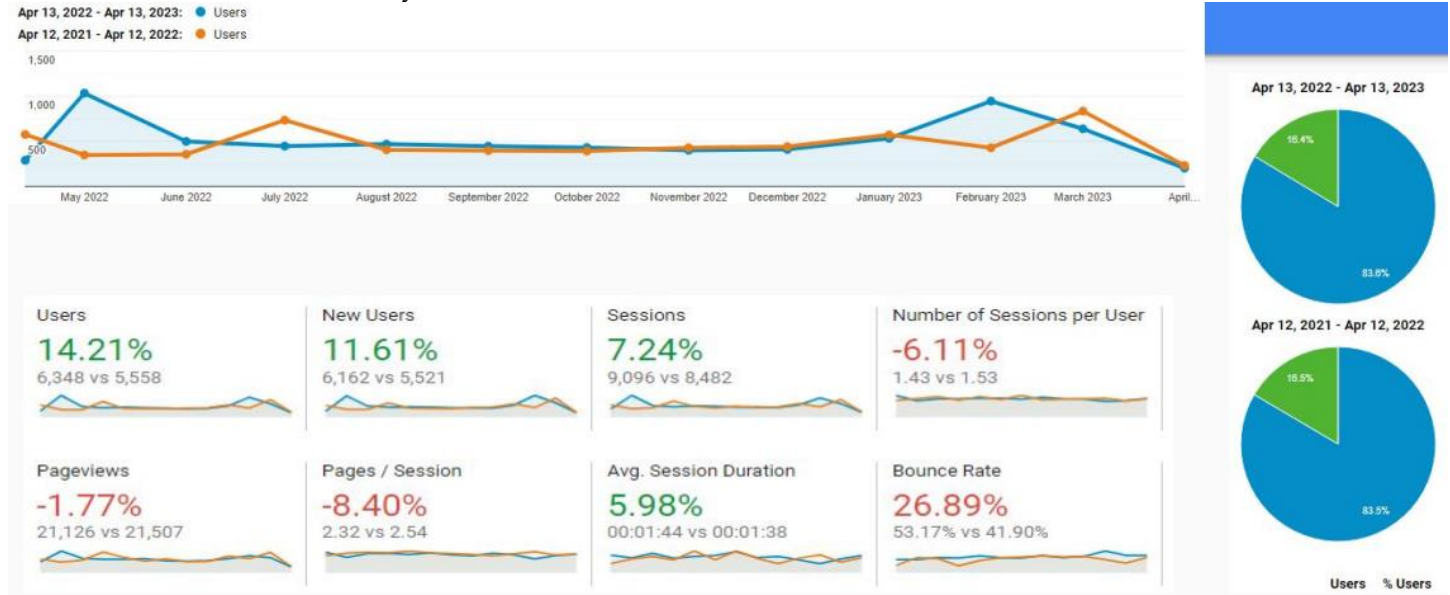 Apr 13, 2022 - Apr 13, 2023: Users
Apr 12, 2021 - Apr 12, 2022: Users
1,500
1,000
500
May 2022 June 2022 July 2022 August 2022 September 2022 October 2022 November 2022 December 2022 January 2023 February 2023 March 2023 April...
Apr 13, 2022 - Apr 13, 2023
16.4%
83.6%
Users New Users Sessions Number of Sessions per User
14.21% 11.61% 7.24% -6.11%
6,348 vs 5,558 6,162 vs 5,521 9,096 vs 8,482 1.43 vs 1.53
Pageviews Pages / Session Avg. Session Duration Bounce Rate
-1.77% -8.40% 5.98% 26.89%
21,126 vs 21,507 2.32 vs 2.54 00:01:44 vs 00:01:38 53.17% vs 41.90%
Apr 12, 2021 - Apr 12, 2022
16.5%
83.5%
Users % Users